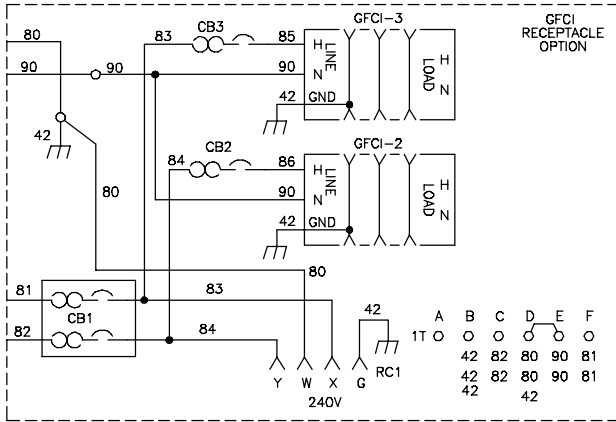 GFCI
RECEPTACLE
OPTION
80
90
90
42
80
83
CB3
85
90
42
GND
GFCI-3
H
N
LINE
LOAD
H
N
84
CB2
86
90
42
GND
GFCI-2
H
N
LINE
LOAD
H
N
81
82
CB1
83
84
80
42
Y W X G
RC1
240V
A B C D E F
1T
42 82 80 90 81
42 82 80 90 81
42 42